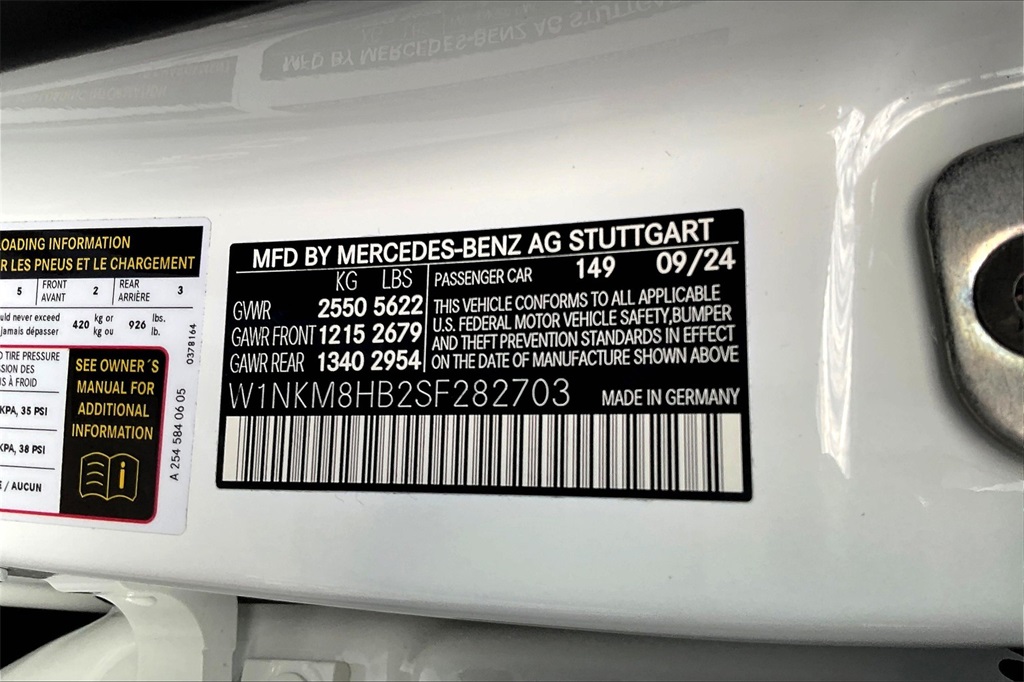 LOADING INFORMATION
R LES PNEUS ET LE CHARGEMENT
5 FRONT AVANT 2 REAR ARRIÈRE 3
uld never exceed 420 kg or 926 lbs.
jamais dépasser kg ou lb.
TIRE PRESSURE
À FROID
KPA, 35 PSI
KPA, 38 PSI
/ AUCUN
SEE OWNER´S
MANUAL FOR
ADDITIONAL
INFORMATION
0378164
A 254 584 06 05
MFD BY MERCEDES-BENZ AG STUTTGART
KG LBS
GVWR 2550 5622
GAWR FRONT 1215 2679
GAWR REAR 1340 2954
PASSENGER CAR 149 09/24
THIS VEHICLE CONFORMS TO ALL APPLICABLE
U.S. FEDERAL MOTOR VEHICLE SAFETY,BUMPER
AND THEFT PREVENTION STANDARDS IN EFFECT
ON THE DATE OF MANUFACTURE SHOWN ABOVE
W1NKM8HB2SF282703 MADE IN GERMANY